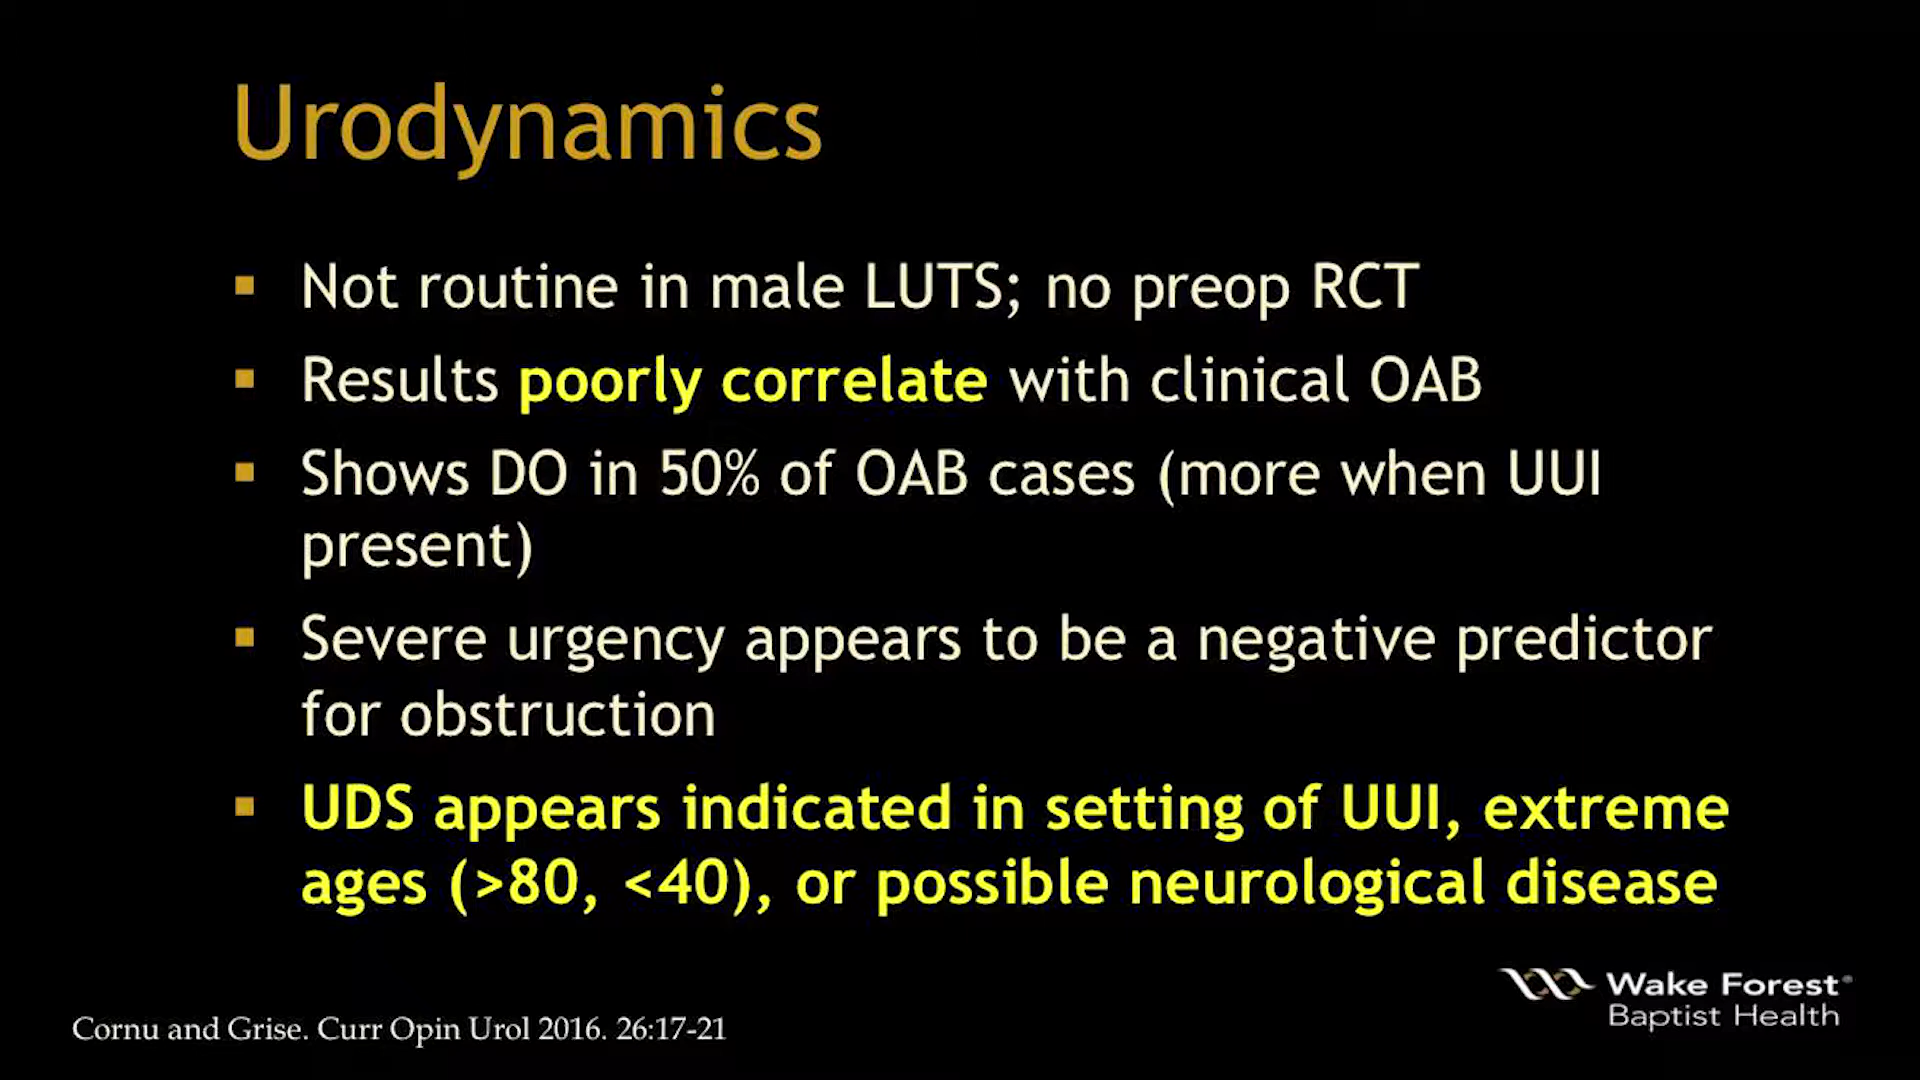 Urodynamics
Not routine in male LUTS; no preop RCT
Results poorly correlate with clinical OAB
Shows DO in 50% of OAB cases (more when UUI
present)
Severe urgency appears to be a negative predictor
for obstruction
UDS appears indicated in setting of UUI, extreme
ages (>80, <40), or possible neurological disease
Wake Forest®
Baptist Health
Cornu and Grise. Curr Opin Urol 2016. 26:17-21